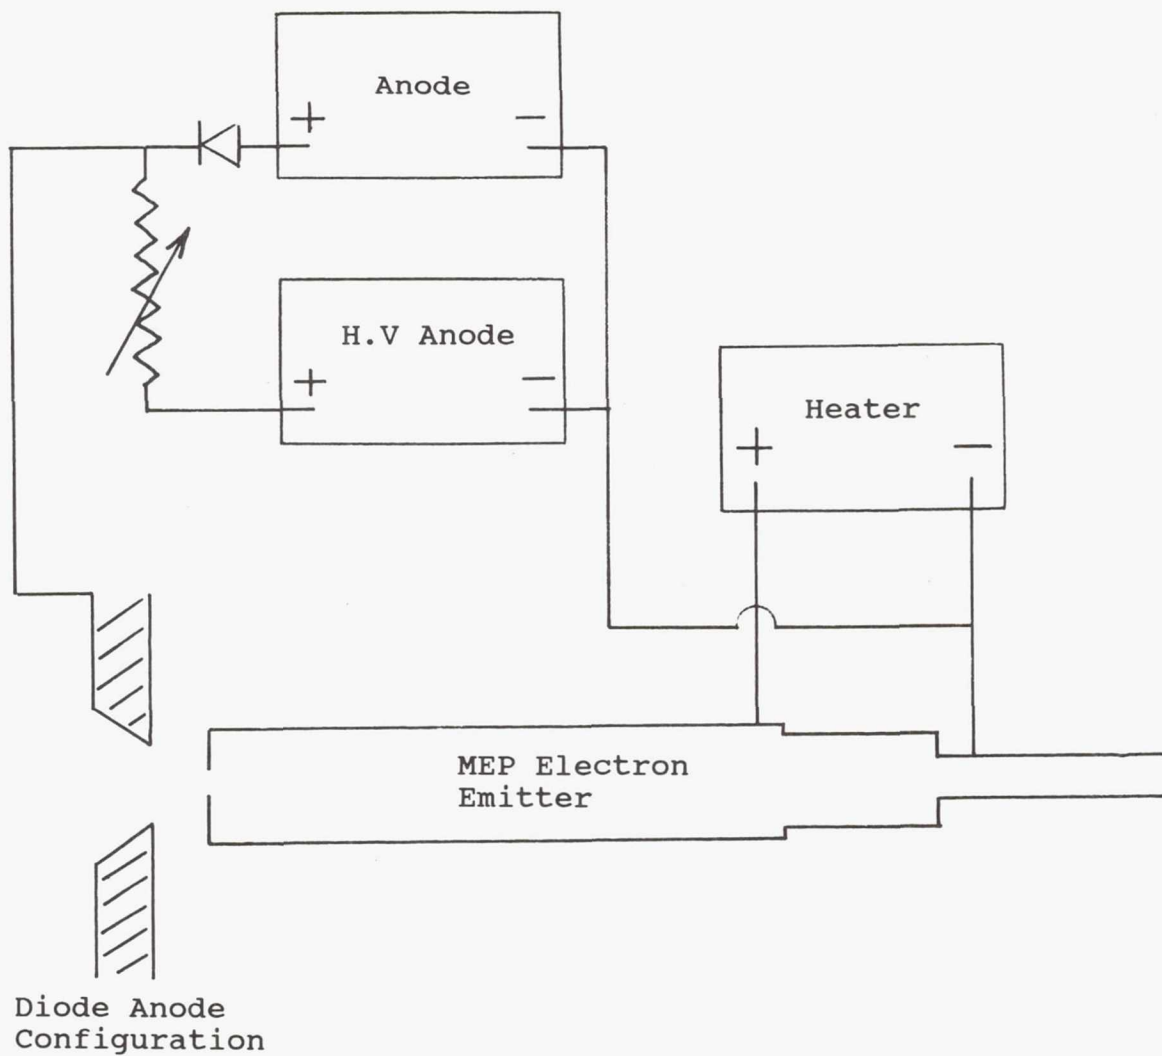 Anode
+ −
H.V Anode
+ −
Heater
+ −
MEP Electron
Emitter
Diode Anode
Configuration